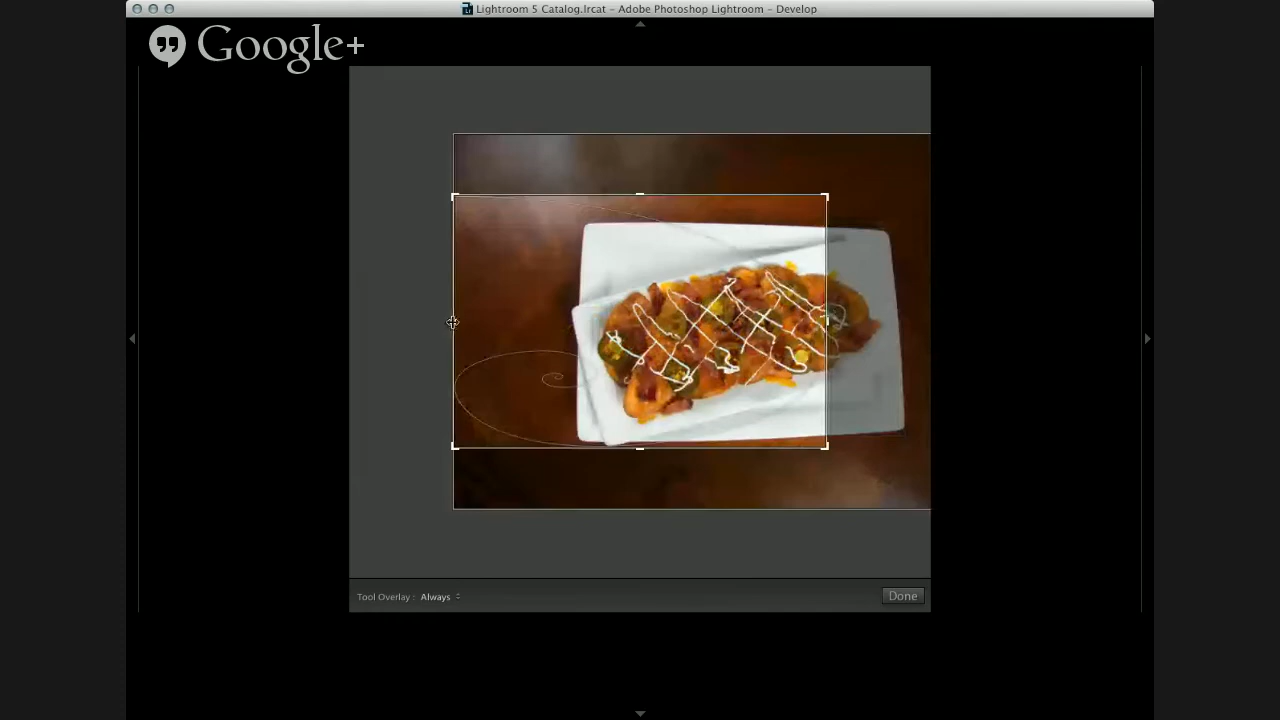 Lightroom 5 Catalog.lrcat – Adobe Photoshop Lightroom – Develop
Google+
Tool Overlay : Always
Done